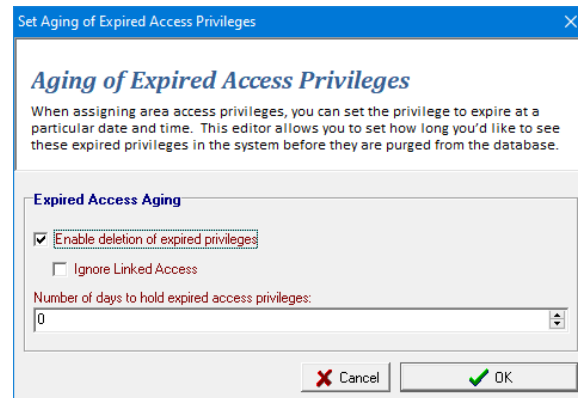 Set Aging of Expired Access Privileges
Aging of Expired Access Privileges
When assigning area access privileges, you can set the privilege to expire at a
particular date and time. This editor allows you to set how long you'd like to see
these expired privileges in the system before they are purged from the database.
Expired Access Aging
Enable deletion of expired privileges
Ignore Linked Access
Number of days to hold expired access privileges:
0
Cancel OK